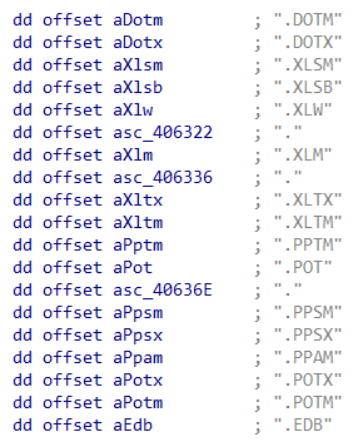 dd offset aDotm ; ".DOTM"
dd offset aDotx ; ".DOTX"
dd offset aXlsm ; ".XLSM"
dd offset aXlsb ; ".XLSB"
dd offset aXlw ; ".XLW"
dd offset asc_406322 ; "."
dd offset aXlm ; ".XLM"
dd offset asc_406336 ; "."
dd offset aXltx ; ".XLTX"
dd offset aXltm ; ".XLTM"
dd offset aPptm ; ".PPTM"
dd offset aPot ; ".POT"
dd offset asc_40636E ; "."
dd offset aPpsm ; ".PPSM"
dd offset aPpsx ; ".PPSX"
dd offset aPpam ; ".PPAM"
dd offset aPotx ; ".POTX"
dd offset aPotm ; ".POTM"
dd offset aEdb ; ".EDB"